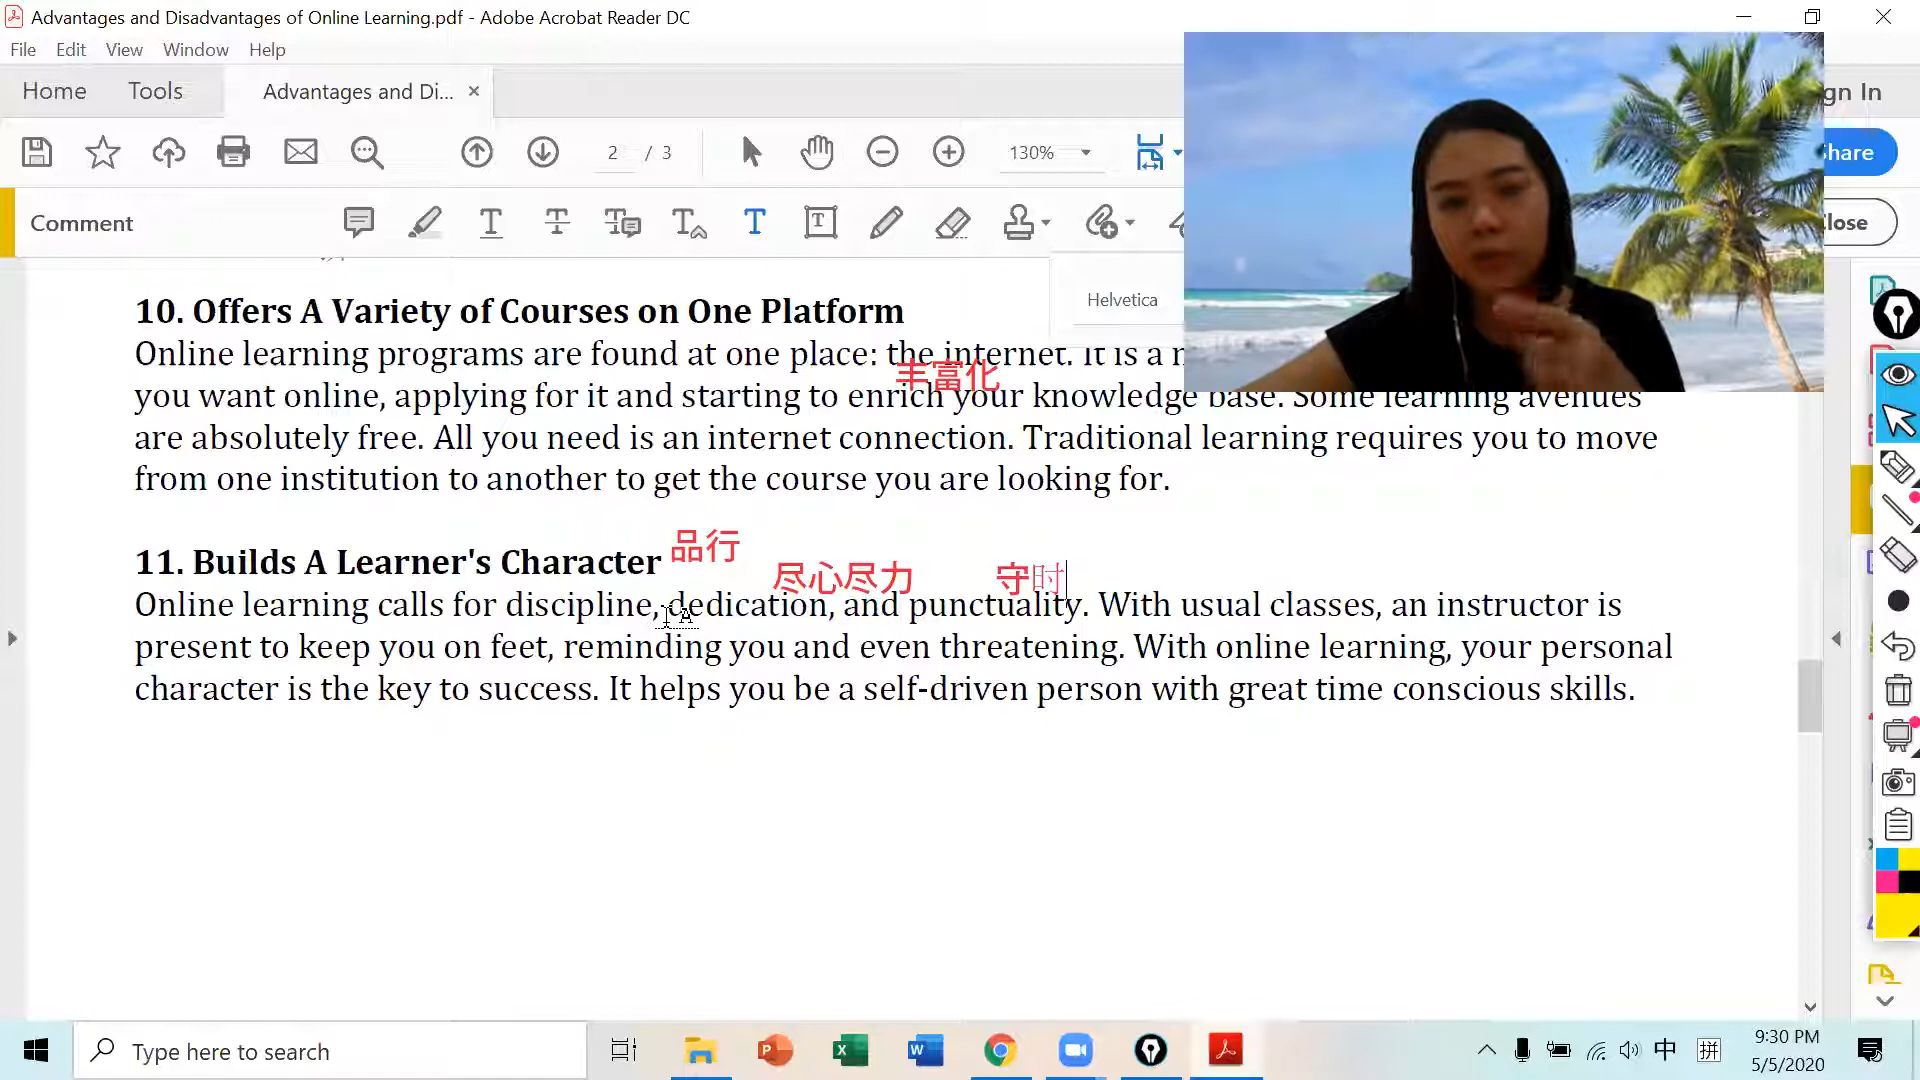 Advantages and Disadvantages of Online Learning.pdf - Adobe Acrobat Reader DC
File Edit View Window Help
Home Tools Advantages and Di... gn In
2 / 3 130% hare
Comment lose
Helvetica
10. Offers A Variety of Courses on One Platform
Online learning programs are found at one place: the internet. It is a
丰富化
you want online, applying for it and starting to enrich your knowledge base. Some learning avenues
are absolutely free. All you need is an internet connection. Traditional learning requires you to move
from one institution to another to get the course you are looking for.
品行
11. Builds A Learner's Character
尽心尽力 守时
Online learning calls for discipline, dedication, and punctuality. With usual classes, an instructor is
present to keep you on feet, reminding you and even threatening. With online learning, your personal
character is the key to success. It helps you be a self-driven person with great time conscious skills.
Type here to search
中 拼
9:30 PM
5/5/2020